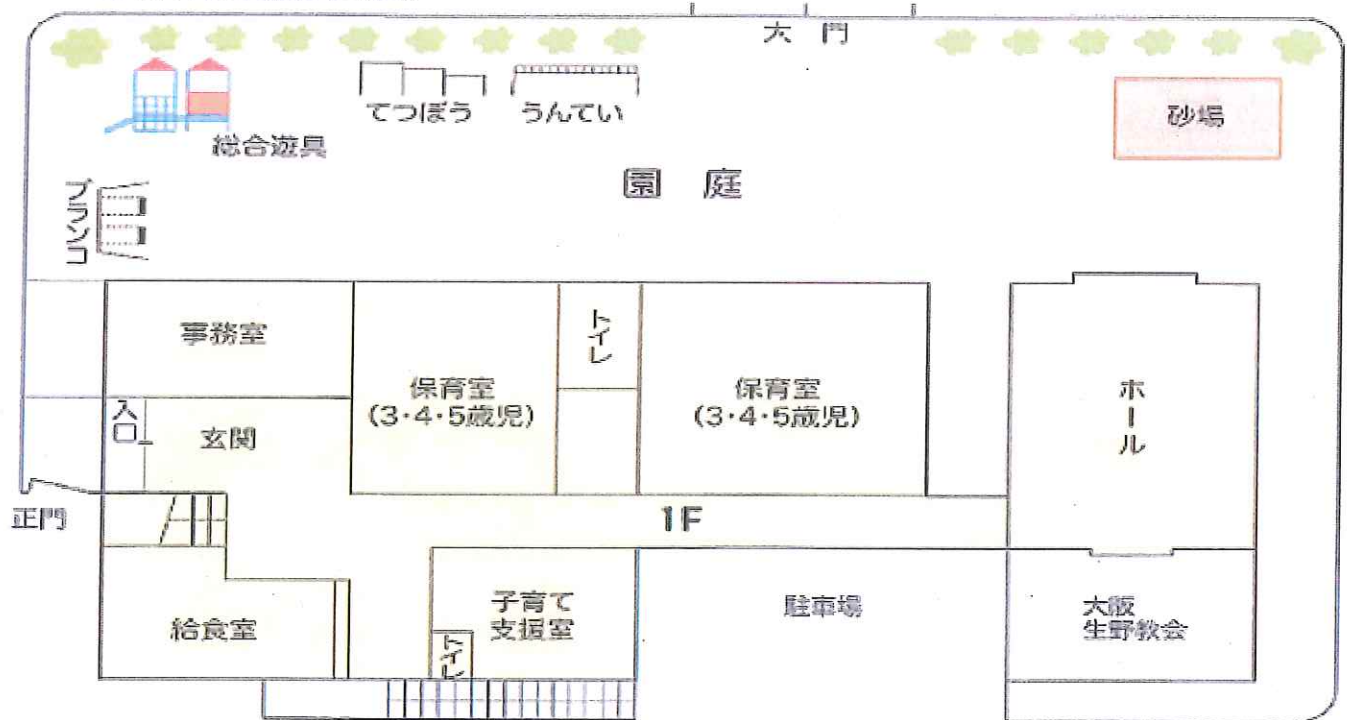 大門
てつぼう
うんてい
総合遊具
砂場
園庭
ブランコ
事務室
トイレ
保育室
(3・4・5歳児)
保育室
(3・4・5歳児)
ホール
入口
玄関
正門
1F
給食室
子育て
支援室
トイレ
駐車場
大阪
生野教会